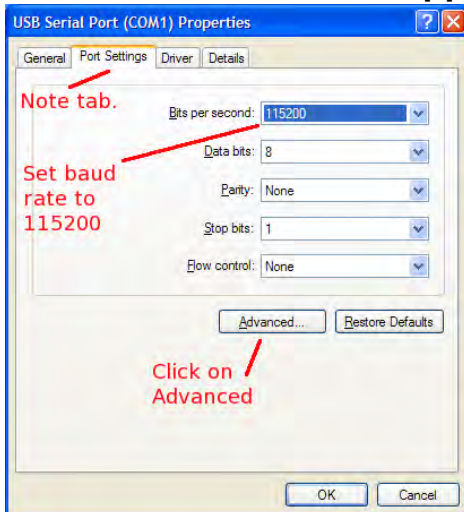 USB Serial Port (COM1) Properties
General Port Settings Driver Details
Note tab.
Bits per second: 115200
Data bits: 8
Set baud
rate to
115200
Parity: None
Stop bits: 1
Flow control: None
Advanced... Restore Defaults
Click on
Advanced
OK Cancel